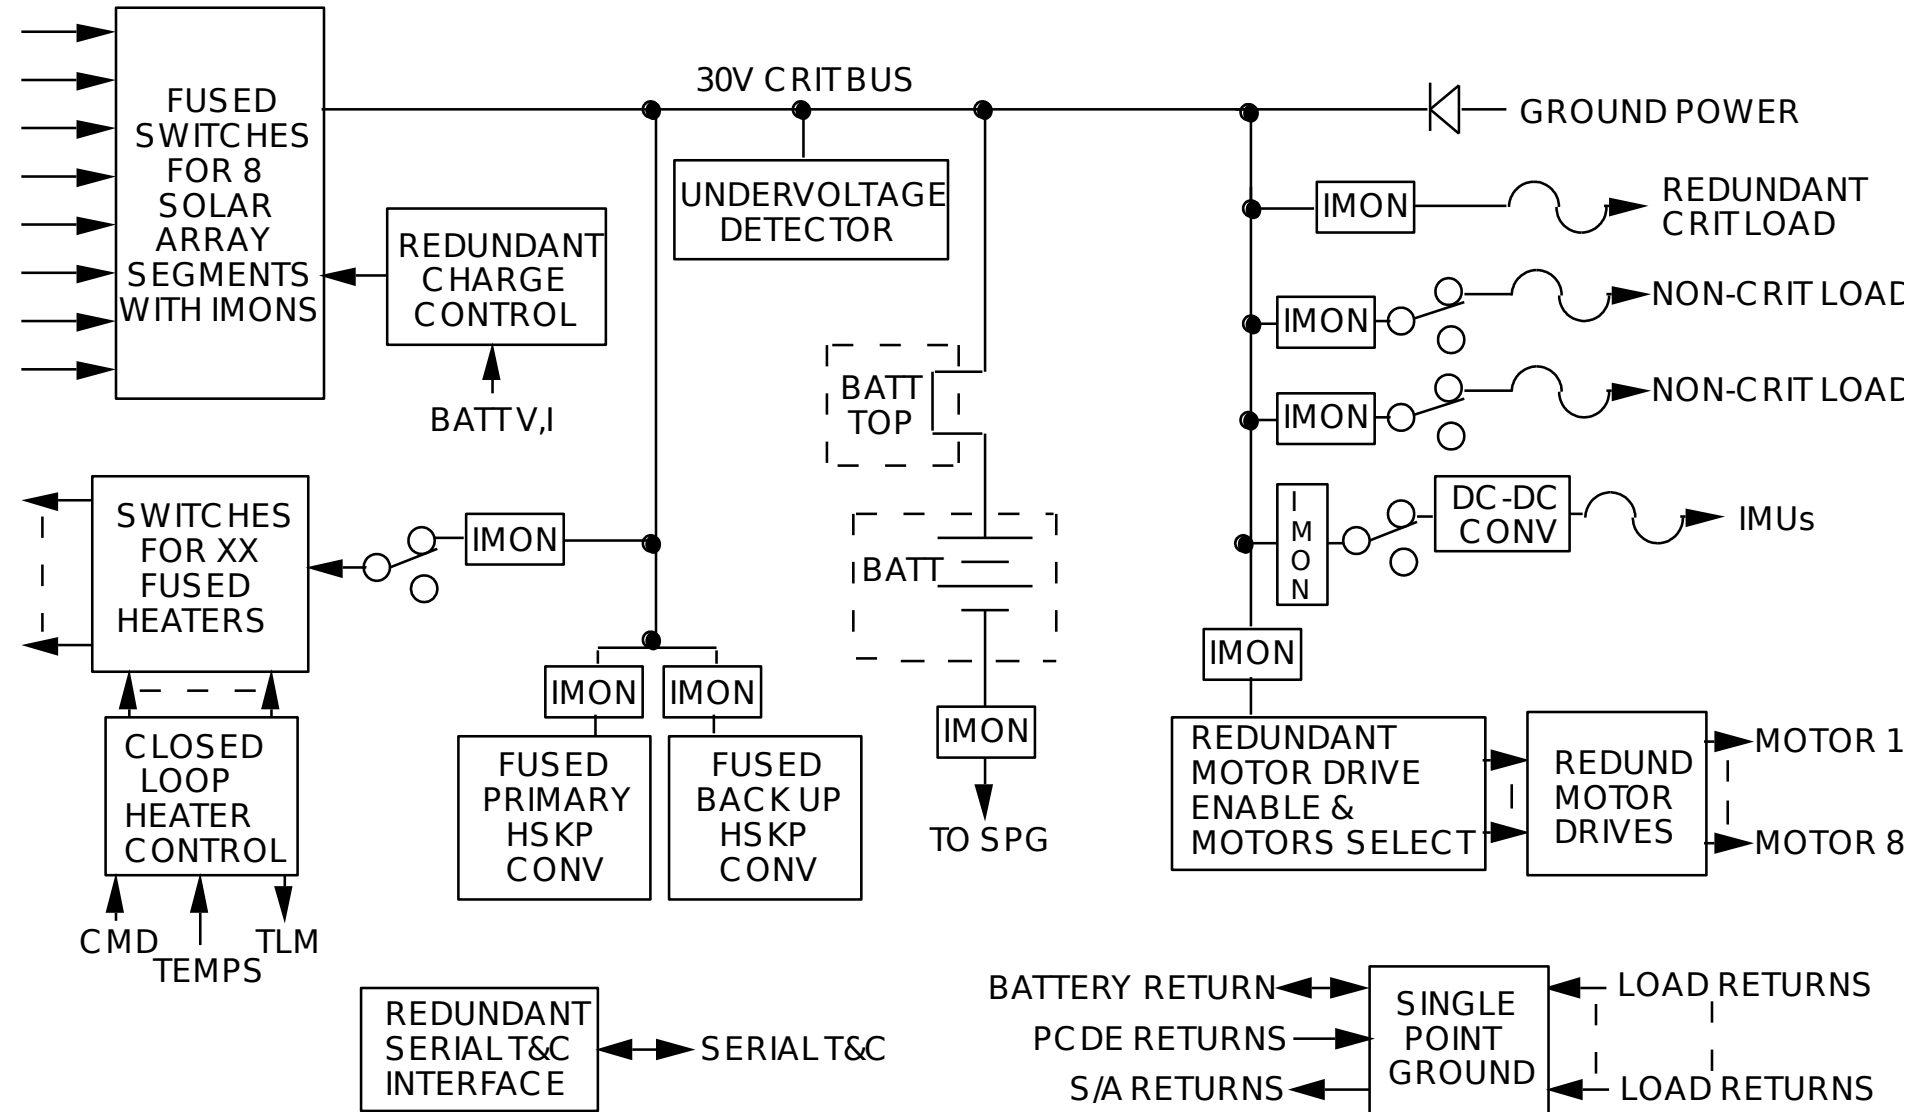 30V CRIT BUS
FUSED
SWITCHES
FOR 8
SOLAR
ARRAY
SEGMENTS
WITH IMONS
REDUNDANT
CHARGE
CONTROL
BATT V,I
UNDERVOLTAGE
DETECTOR
GROUND POWER
IMON
REDUNDANT
CRIT LOAD
IMON
NON-CRIT LOAD
IMON
NON-CRIT LOAD
BATT
TOP
BATT
IMON
TO SPG
I
M
O
N
DC-DC
CONV
IMUs
SWITCHES
FOR XX
FUSED
HEATERS
IMON
CLOSED
LOOP
HEATER
CONTROL
CMD
TEMPS
TLM
IMON
IMON
FUSED
PRIMARY
HSKP
CONV
FUSED
BACK UP
HSKP
CONV
IMON
REDUNDANT
MOTOR DRIVE
ENABLE &
MOTORS SELECT
REDUND
MOTOR
DRIVES
MOTOR 1
MOTOR 8
REDUNDANT
SERIAL T&C
INTERFACE
SERIAL T&C
BATTERY RETURN
PCDE RETURNS
S/A RETURNS
SINGLE
POINT
GROUND
LOAD RETURNS
LOAD RETURNS